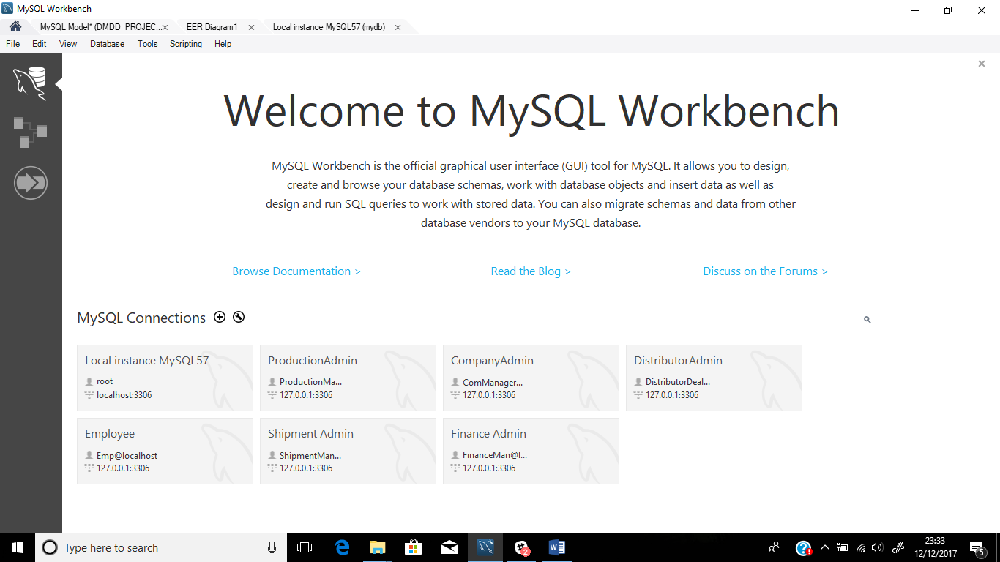 MySQL Workbench
MySQL Model* (DMDD_PROJEC... EER Diagram1 Local instance MySQL57 (mydb)
File Edit View Database Tools Scripting Help
Welcome to MySQL Workbench
MySQL Workbench is the official graphical user interface (GUI) tool for MySQL. It allows you to design,
create and browse your database schemas, work with database objects and insert data as well as
design and run SQL queries to work with stored data. You can also migrate schemas and data from other
database vendors to your MySQL database.
Browse Documentation > Read the Blog > Discuss on the Forums >
MySQL Connections
Local instance MySQL57
root
localhost:3306
ProductionAdmin
ProductionMa...
127.0.0.1:3306
CompanyAdmin
ComManager...
127.0.0.1:3306
DistributorAdmin
DistributorDeal...
127.0.0.1:3306
Employee
Emp@localhost
127.0.0.1:3306
Shipment Admin
ShipmentMan...
127.0.0.1:3306
Finance Admin
FinanceMan@l...
127.0.0.1:3306
Type here to search
2
23:33
12/12/2017
5